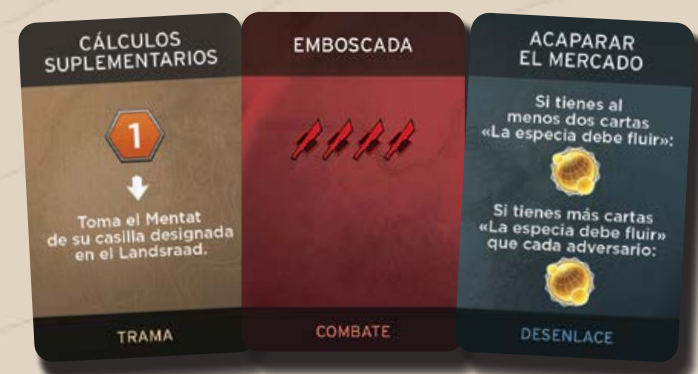 CÁLCULOS
SUPLEMENTARIOS
1
Toma el Mentat
de su casilla designada
en el Landsraad.
TRAMA
EMBOSCADA
COMBATE
ACAPARAR
EL MERCADO
Si tienes al
menos dos cartas
«La especia debe fluir»:
Si tienes más cartas
«La especia debe fluir»
que cada adversario:
DESENLACE